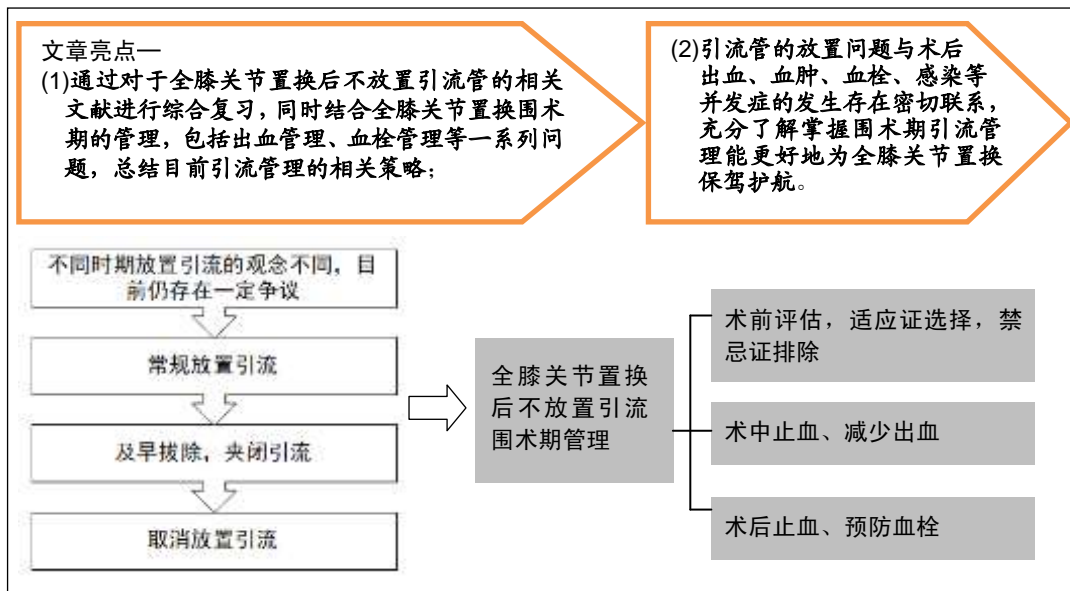 文章亮点—
(1)通过对于全膝关节置换后不放置引流管的相关
文献进行综合复习，同时结合全膝关节置换围术
期的管理，包括出血管理、血栓管理等一系列问
题，总结目前引流管理的相关策略；
(2)引流管的放置问题与术后
出血、血肿、血栓、感染等
并发症的发生存在密切联系，
充分了解掌握围术期引流管
理能更好地为全膝关节置换
保驾护航。
不同时期放置引流的观念不同，目
前仍存在一定争议
常规放置引流
及早拔除，夹闭引流
取消放置引流
全膝关节置换
后不放置引流
围术期管理
术前评估，适应证选择，禁
忌证排除
术中止血、减少出血
术后止血、预防血栓